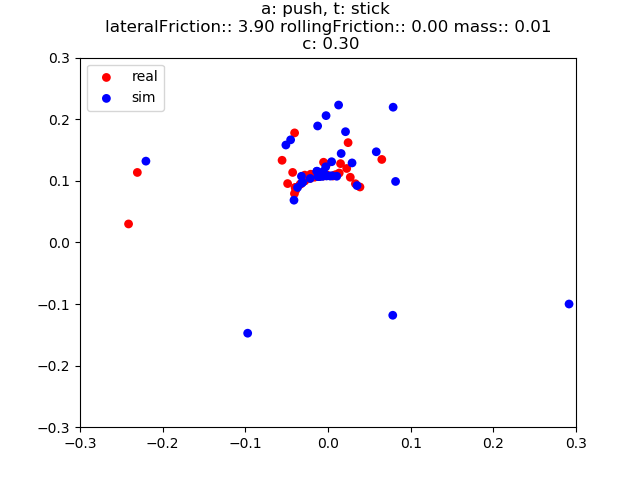 a: push, t: stick
lateralFriction:: 3.90 rollingFriction:: 0.00 mass:: 0.01
c: 0.30
real
sim
0.3
0.2
0.1
0.0
−0.1
−0.2
−0.3
−0.3
−0.2
−0.1
0.0
0.1
0.2
0.3